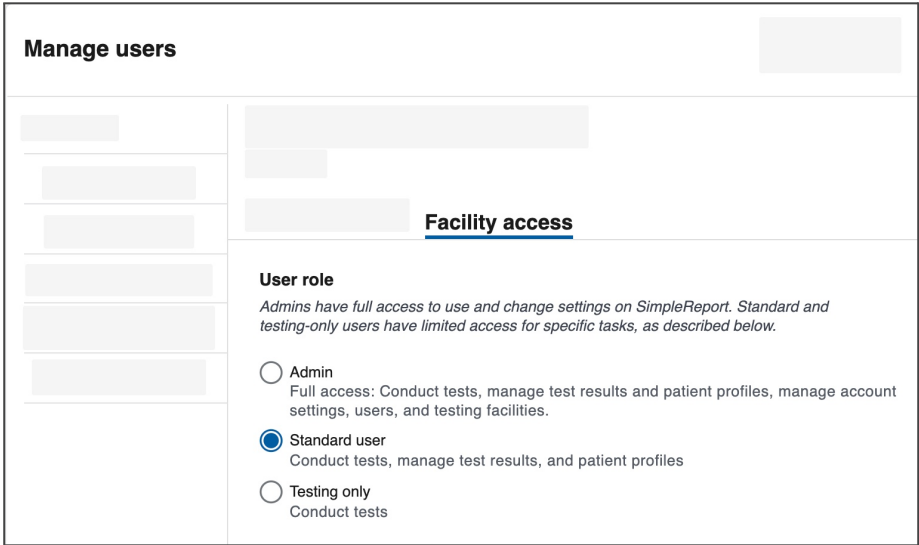 Manage users
Facility access
User role
Admins have full access to use and change settings on SimpleReport. Standard and
testing-only users have limited access for specific tasks, as described below.
Admin
Full access: Conduct tests, manage test results and patient profiles, manage account
settings, users, and testing facilities.
Standard user
Conduct tests, manage test results, and patient profiles
Testing only
Conduct tests